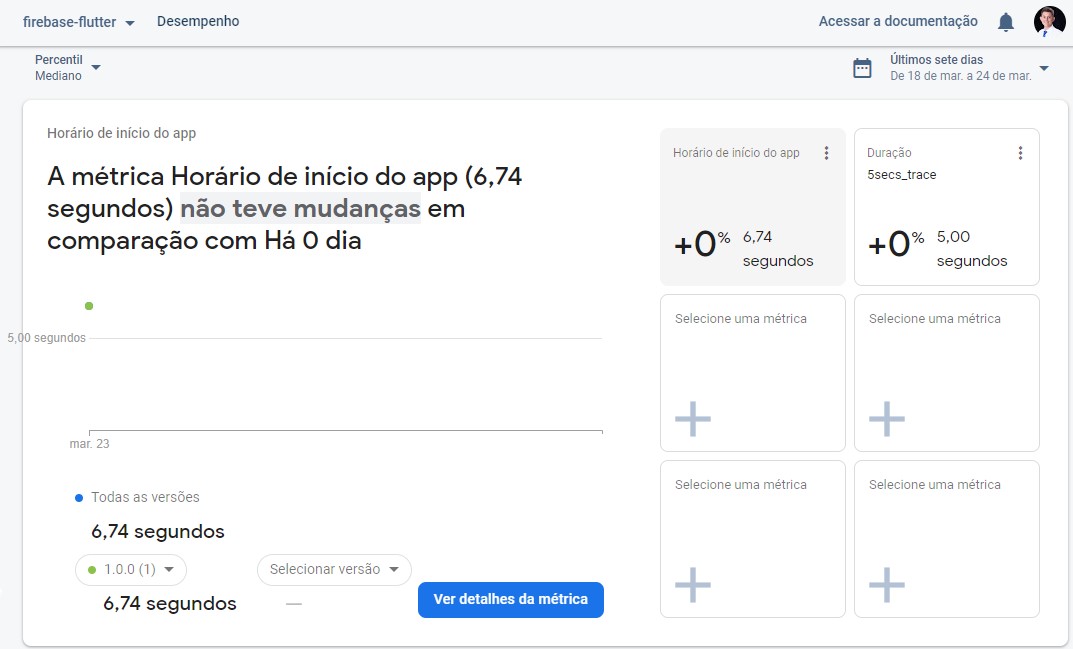 firebase-flutter
Desempenho
Acessar a documentação
Percentil
Mediano
Últimos sete dias
De 18 de mar. a 24 de mar.
Horário de início do app
A métrica Horário de início do app (6,74
segundos) não teve mudanças em
comparação com Há 0 dia
5,00 segundos
mar. 23
Todas as versões
6,74 segundos
1.0.0 (1)
Selecionar versão
6,74 segundos
—
Ver detalhes da métrica
Horário de início do app
+0%
6,74
segundos
Duração
5secs_trace
+0%
5,00
segundos
Selecione uma métrica
Selecione uma métrica
Selecione uma métrica
Selecione uma métrica